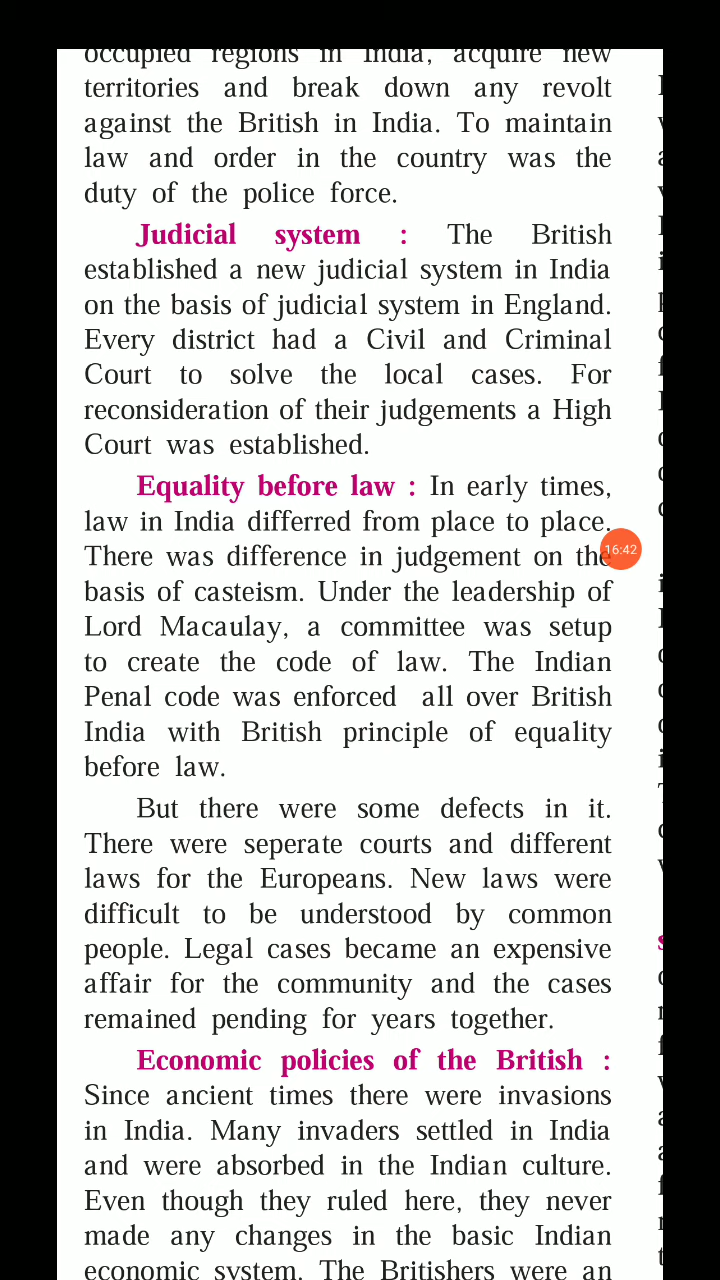 occupied regions in India, acquire new
territories and break down any revolt
against the British in India. To maintain
law and order in the country was the
duty of the police force.
Judicial system : The British
established a new judicial system in India
on the basis of judicial system in England.
Every district had a Civil and Criminal
Court to solve the local cases. For
reconsideration of their judgements a High
Court was established.
Equality before law : In early times,
law in India differred from place to place.
There was difference in judgement on the
16:42
basis of casteism. Under the leadership of
Lord Macaulay, a committee was setup
to create the code of law. The Indian
Penal code was enforced all over British
India with British principle of equality
before law.
But there were some defects in it.
There were seperate courts and different
laws for the Europeans. New laws were
difficult to be understood by common
people. Legal cases became an expensive
affair for the community and the cases
remained pending for years together.
Economic policies of the British :
Since ancient times there were invasions
in India. Many invaders settled in India
and were absorbed in the Indian culture.
Even though they ruled here, they never
made any changes in the basic Indian
economic system. The Britishers were an